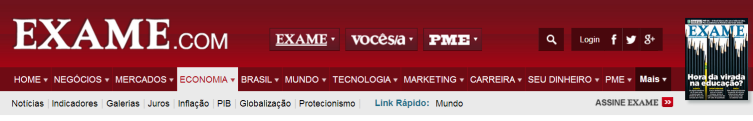 EXAME.COM
EXAME VOCÊS/A PME
Login
HOME NEGÓCIOS MERCADOS ECONOMIA BRASIL MUNDO TECNOLOGIA MARKETING CARREIRA SEU DINHEIRO PME Mais
Notícias Indicadores Galerias Juros Inflação PIB Globalização Protecionismo Link Rápido: Mundo
ASSINE EXAME
EXAME
Hora da virada
na educação?